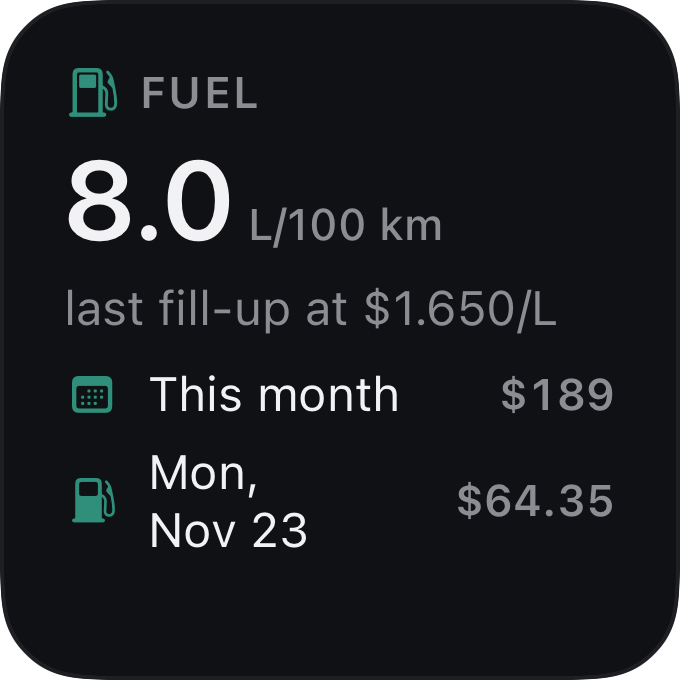 FUEL
8.0 L/100 km
last fill-up at $1.650/L
This month $189
Mon,
Nov 23 $64.35